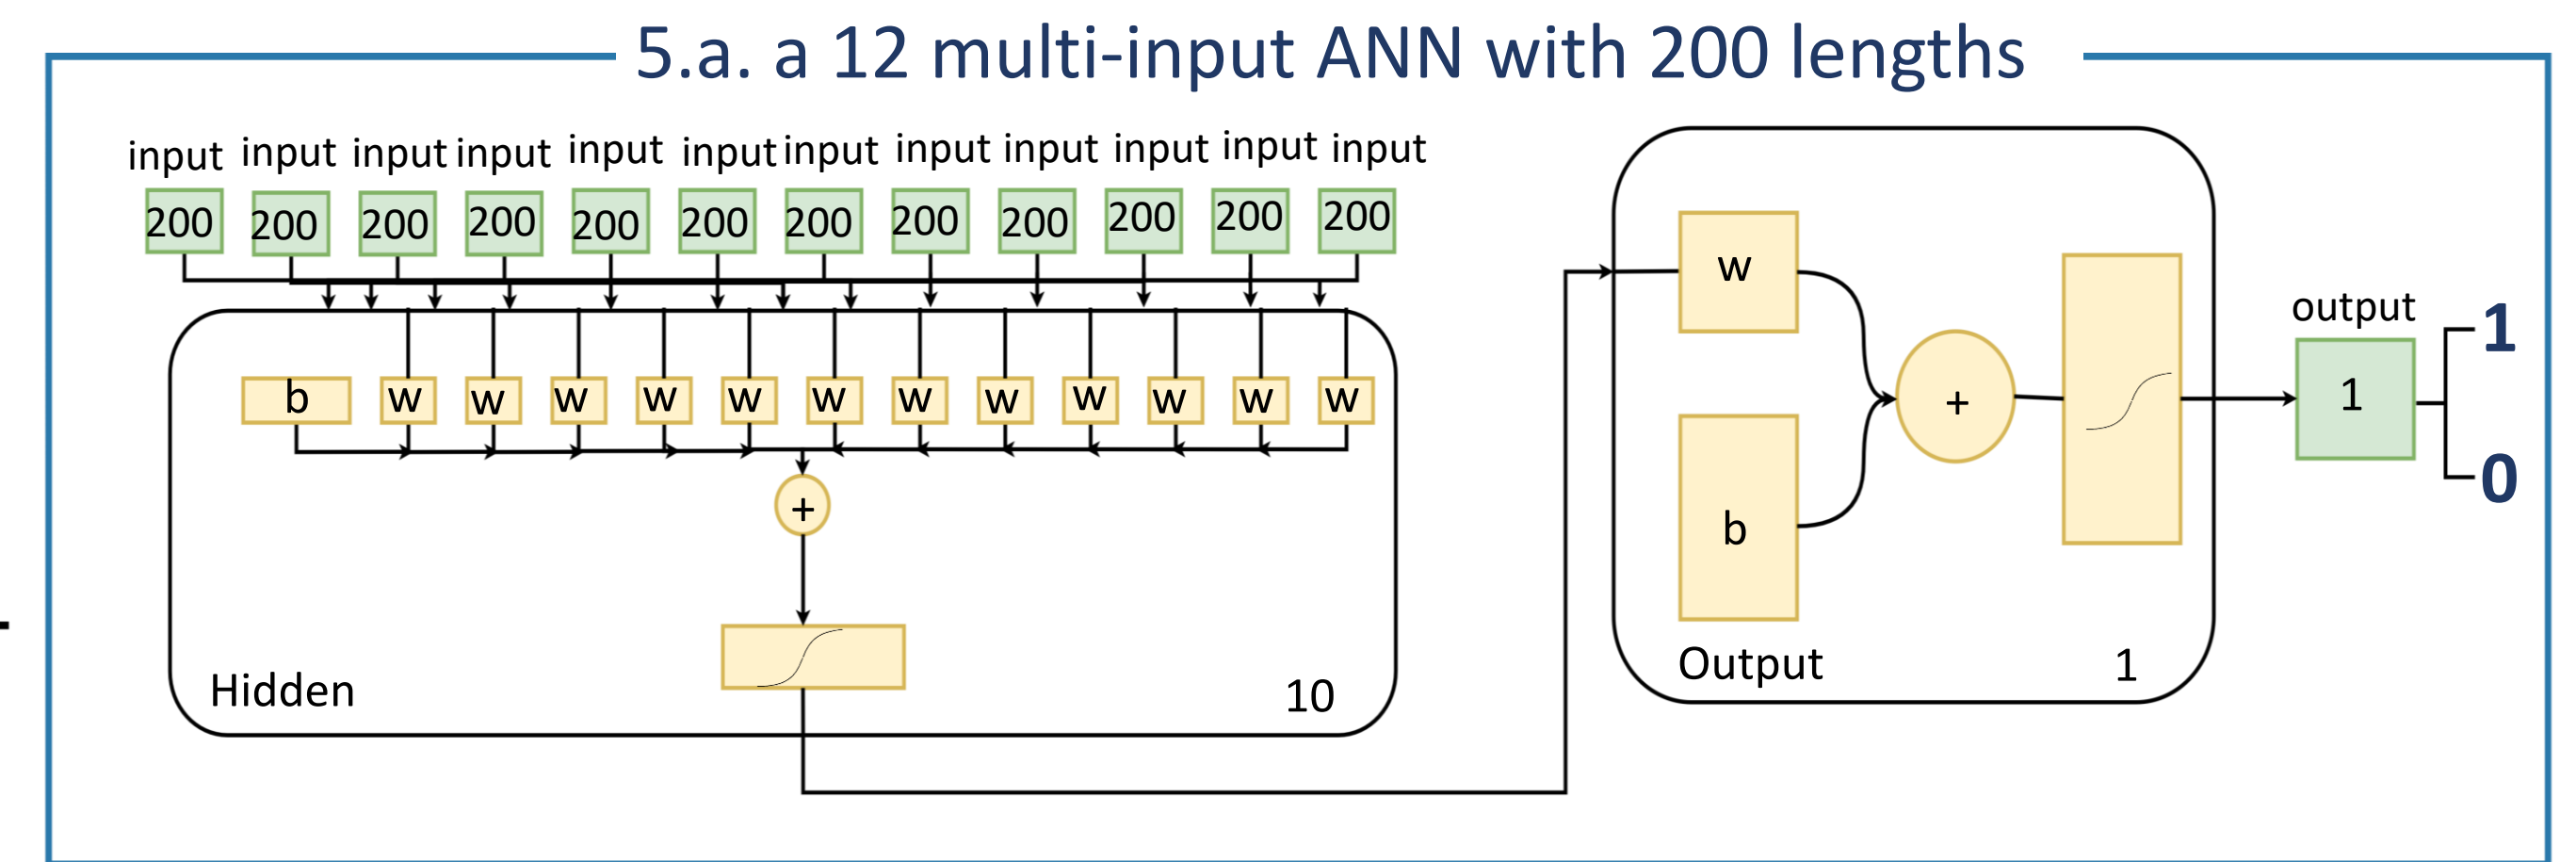 5.a. a 12 multi-input ANN with 200 lengths
input input input input input input input input input input input input
200 200 200 200 200 200 200 200 200 200 200 200
b w w w w w w w w w w w w
+
Hidden 10
w
b
+
Output 1
output
1
1
0